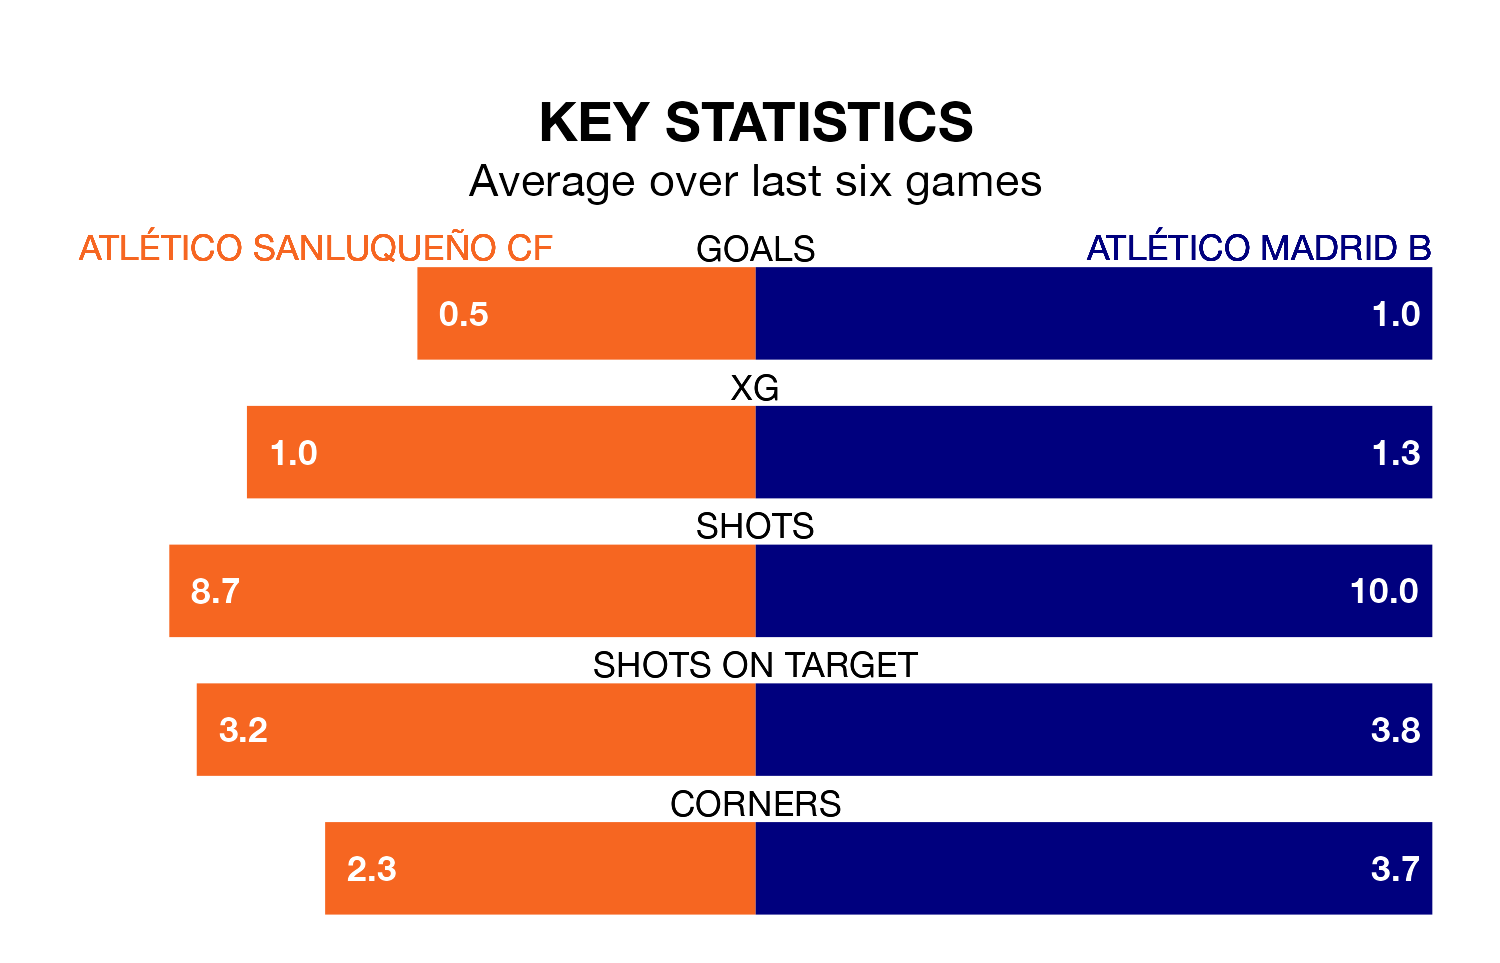 KEY STATISTICS
Average over last six games
ATLÉTICO SANLUQUEÑO CF GOALS ATLÉTICO MADRID B
0.5 1.0
XG
1.0 1.3
SHOTS
8.7 10.0
SHOTS ON TARGET
3.2 3.8
CORNERS
2.3 3.7